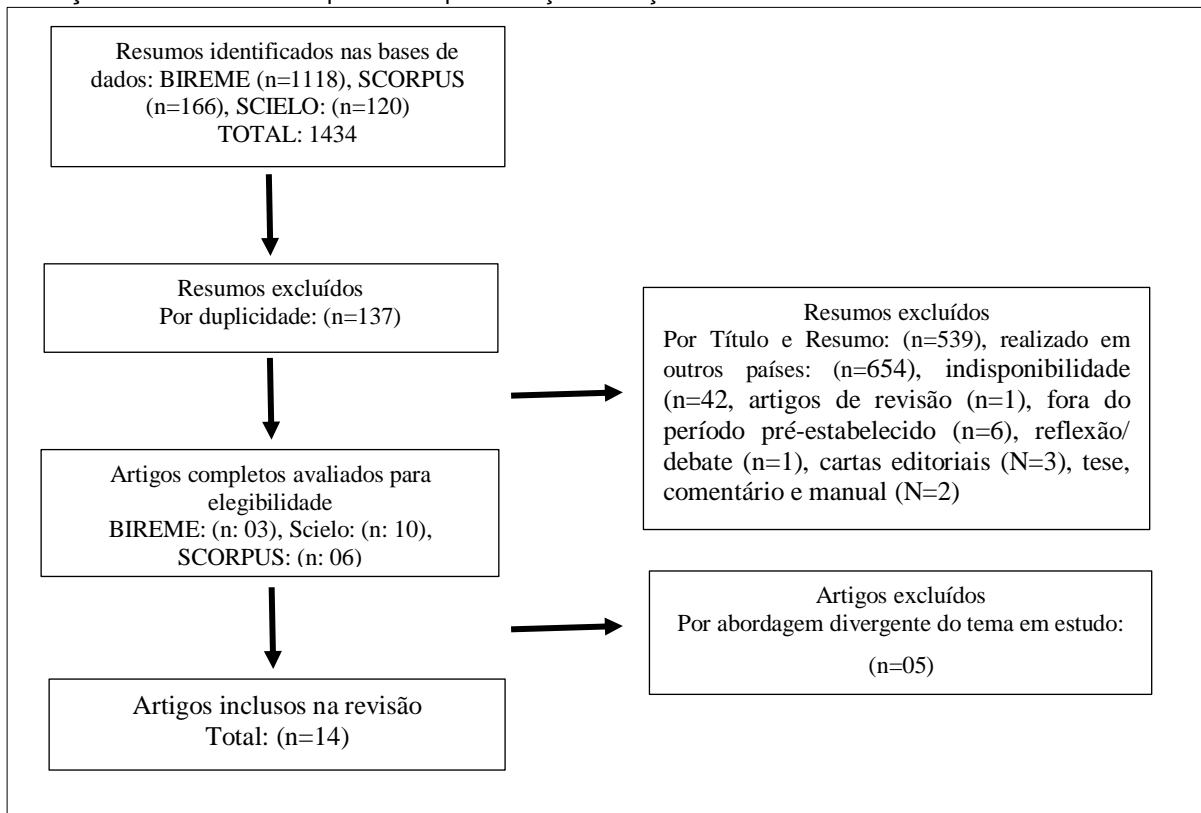 Resumos identificados nas bases de
dados: BIREME (n=1118), SCORPUS
(n=166), SCIELO: (n=120)
TOTAL: 1434
Resumos excluídos
Por duplicidade: (n=137)
Resumos excluídos
Por Título e Resumo: (n=539), realizado em
outros países: (n=654), indisponibilidade
(n=42, artigos de revisão (n=1), fora do
período pré-estabelecido (n=6), reflexão/
debate (n=1), cartas editoriais (N=3), tese,
comentário e manual (N=2)
Artigos completos avaliados para
elegibilidade
BIREME: (n: 03), Scielo: (n: 10),
SCORPUS: (n: 06)
Artigos excluídos
Por abordagem divergente do tema em estudo:
(n=05)
Artigos inclusos na revisão
Total: (n=14)